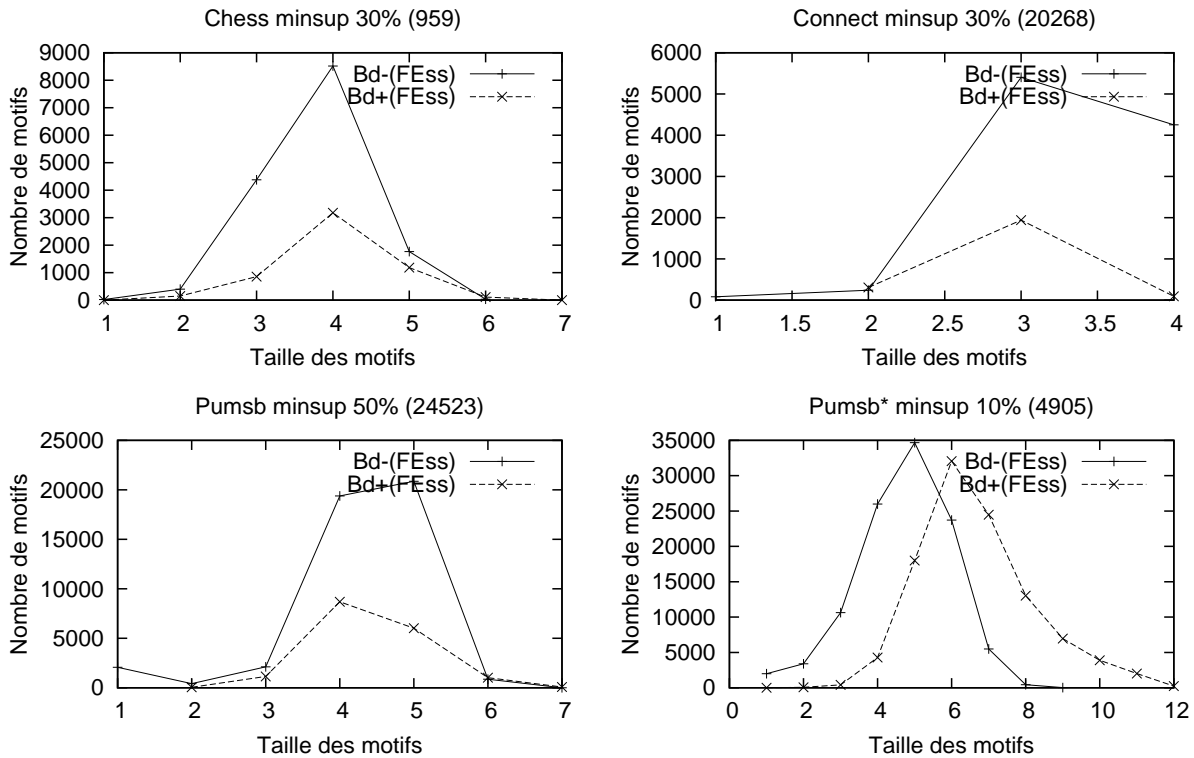 Chess minsup 30% (959)
Nombre de motifs
9000
8000
7000
6000
5000
4000
3000
2000
1000
0
Bd-(FEss)
Bd+(FEss)
1 2 3 4 5 6 7
Taille des motifs
Connect minsup 30% (20268)
Nombre de motifs
6000
5000
4000
3000
2000
1000
0
Bd-(FEss)
Bd+(FEss)
1 1.5 2 2.5 3 3.5 4
Taille des motifs
Pumsb minsup 50% (24523)
Nombre de motifs
25000
20000
15000
10000
5000
0
Bd-(FEss)
Bd+(FEss)
1 2 3 4 5 6 7
Taille des motifs
Pumsb* minsup 10% (4905)
Nombre de motifs
35000
30000
25000
20000
15000
10000
5000
0
Bd-(FEss)
Bd+(FEss)
0 2 4 6 8 10 12
Taille des motifs